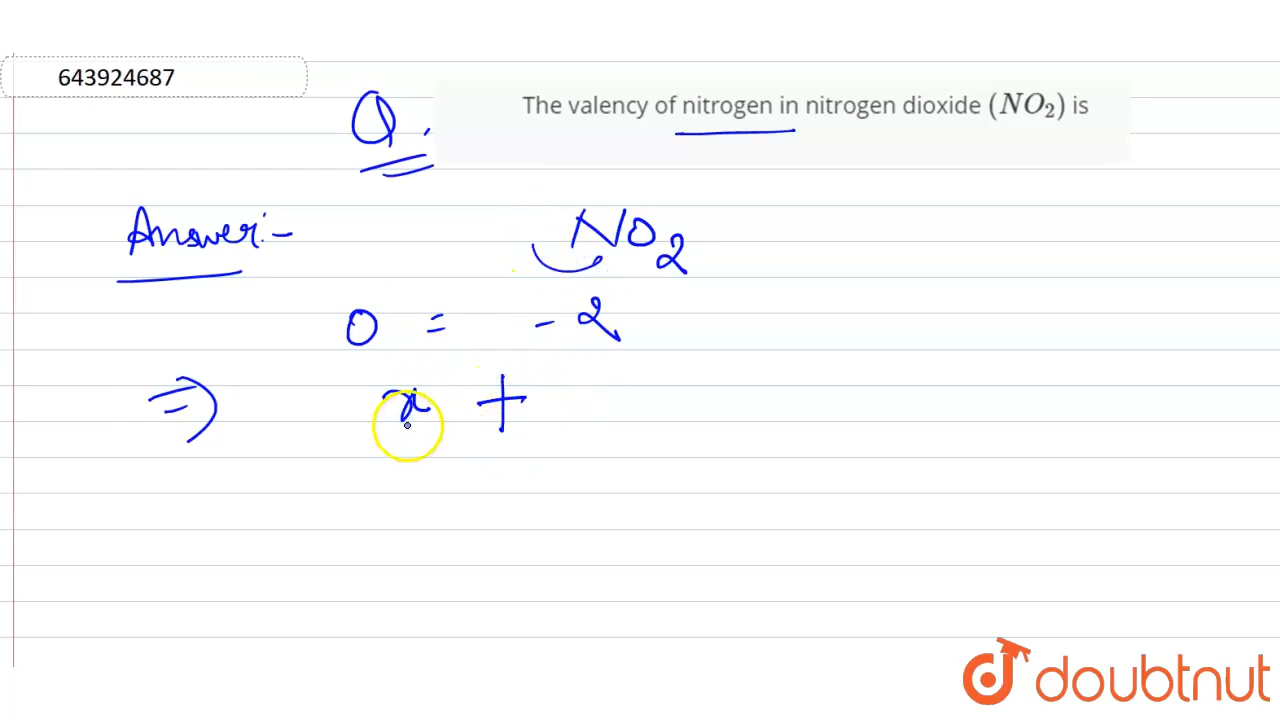 643924687
Q. The valency of nitrogen in nitrogen dioxide (NO₂) is
Answer:-
NO₂
O = -2
⇒ x +
doubtnut